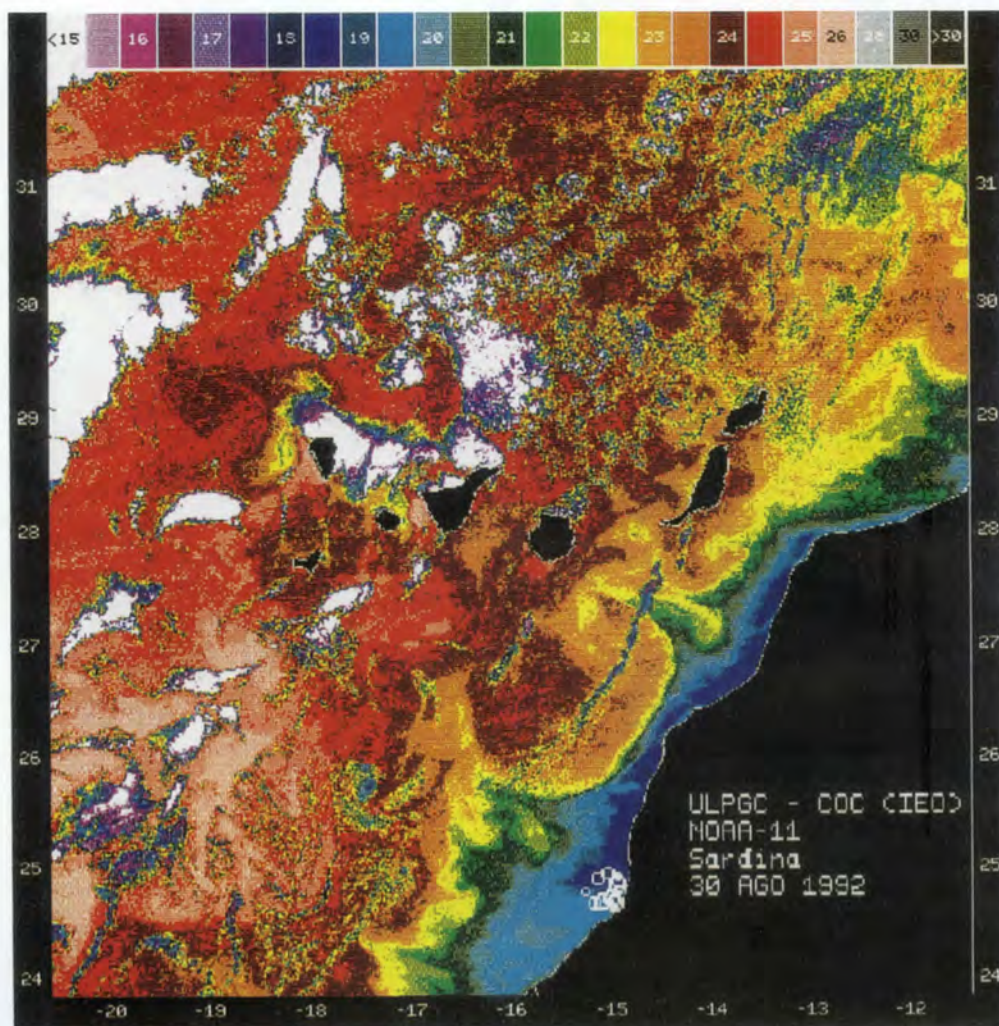 <15 16 17 18 19 20 21 22 23 24 25 26 28 30 >30
31 31
30 30
29 29
28 28
27 27
26 26
25 25
24 24
ULPGC - COC (IEO)
NOAA-11
Sardina
30 AGO 1992
-20 -19 -18 -17 -16 -15 -14 -13 -12